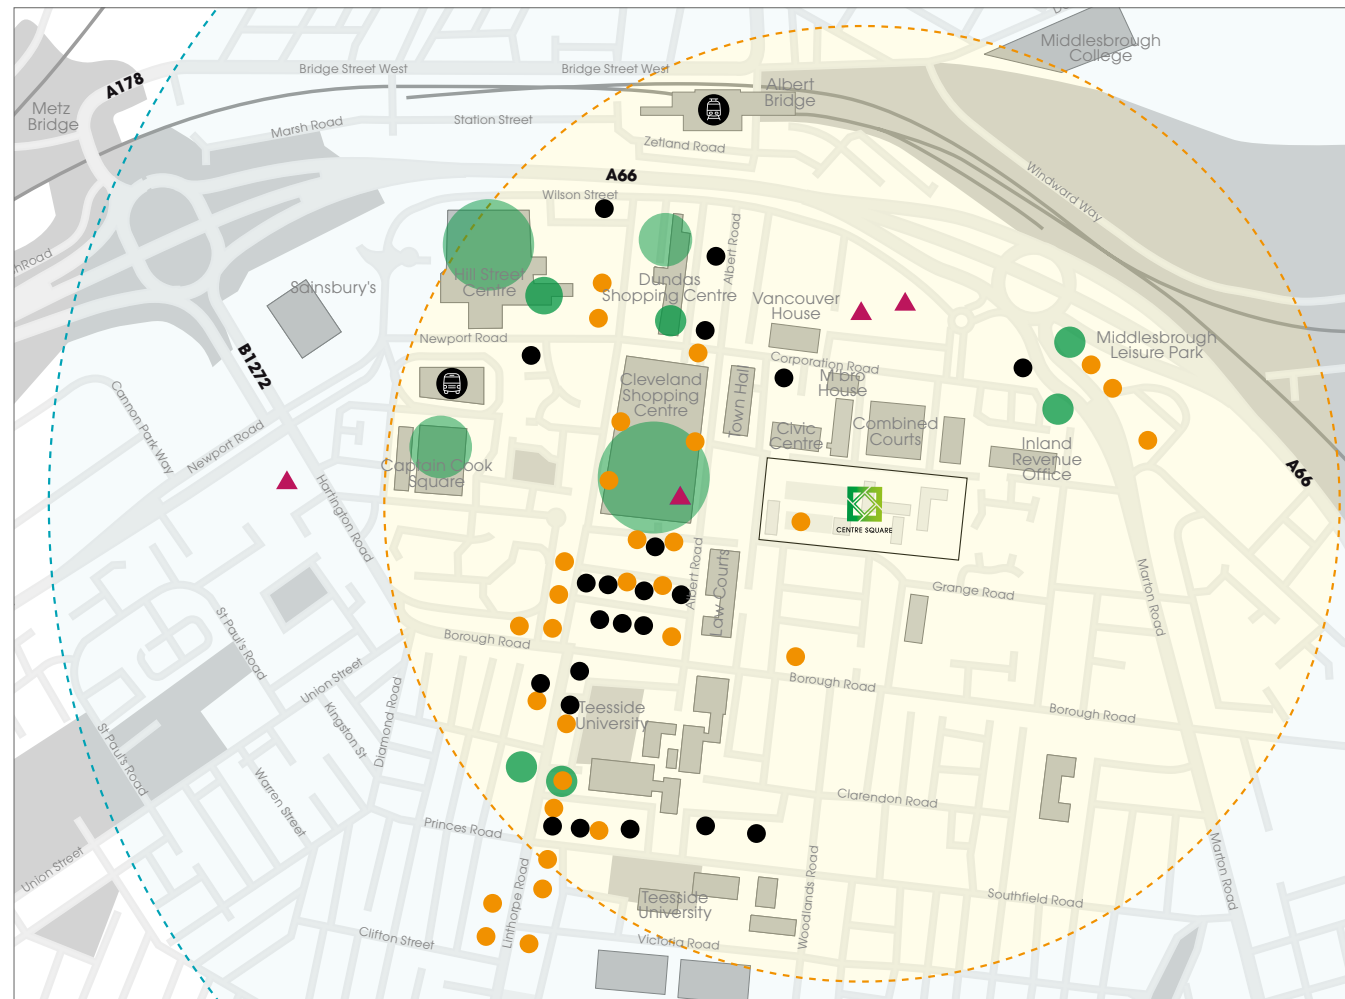 Middlesbrough
College
Bridge Street West
Bridge Street West
A178
Metz
Bridge
Albert
Bridge
Marsh Road
Station Street
Zetland Road
A66
Windward Way
Wilson Street
Albert Road
hRoad
Sainsbury's
Hill Street
Centre
Dundas
Shopping Centre
Vancouver
House
Newport Road
Middlesbrough
Leisure Park
B1272
Corporation Road
M'bro
House
Cleveland
Shopping
Centre
Town Hall
Cannon Park Way
Newport Road
Civic
Centre
Combined
Courts
Inland
Revenue
Office
A66
Captain Cook
Square
Hartington Road
CENTRE SQUARE
Albert Road
Law Courts
Grange Road
Marton Road
St Paul's Road
Borough Road
Union Street
Borough Road
Borough Road
Diamond Road
Kingston St
Teesside
University
St Paul's Road
Warren Street
Clarendon Road
Princes Road
Union Street
Linthorpe Road
Woodlands Road
Marton Road
Teesside
University
Southfield Road
Clifton Street
Victoria Road